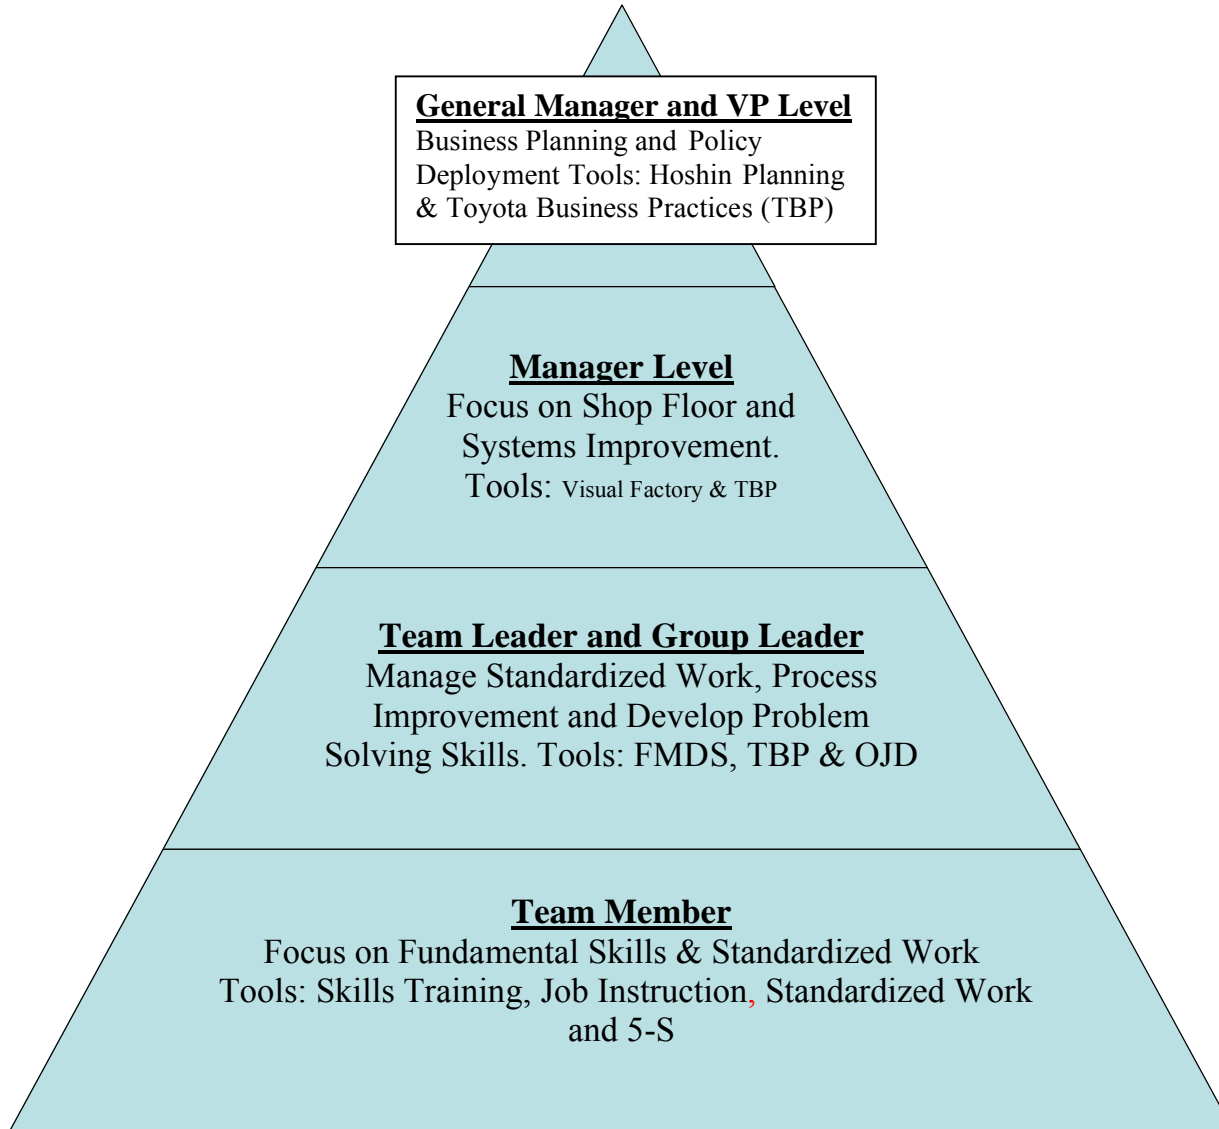 General Manager and VP Level
Business Planning and Policy
Deployment Tools: Hoshin Planning
& Toyota Business Practices (TBP)
Manager Level
Focus on Shop Floor and
Systems Improvement.
Tools: Visual Factory & TBP
Team Leader and Group Leader
Manage Standardized Work, Process
Improvement and Develop Problem
Solving Skills. Tools: FMDS, TBP & OJD
Team Member
Focus on Fundamental Skills & Standardized Work
Tools: Skills Training, Job Instruction, Standardized Work
and 5-S